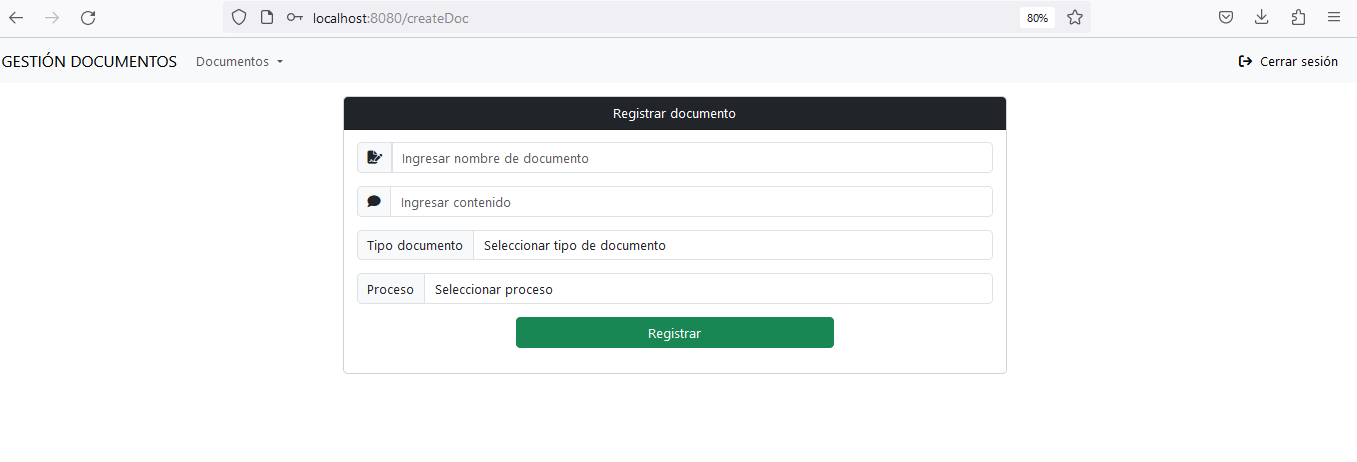 localhost:8080/createDoc 80%
GESTIÓN DOCUMENTOS Documentos Cerrar sesión
Registrar documento
Ingresar nombre de documento
Ingresar contenido
Tipo documento Seleccionar tipo de documento
Proceso Seleccionar proceso
Registrar